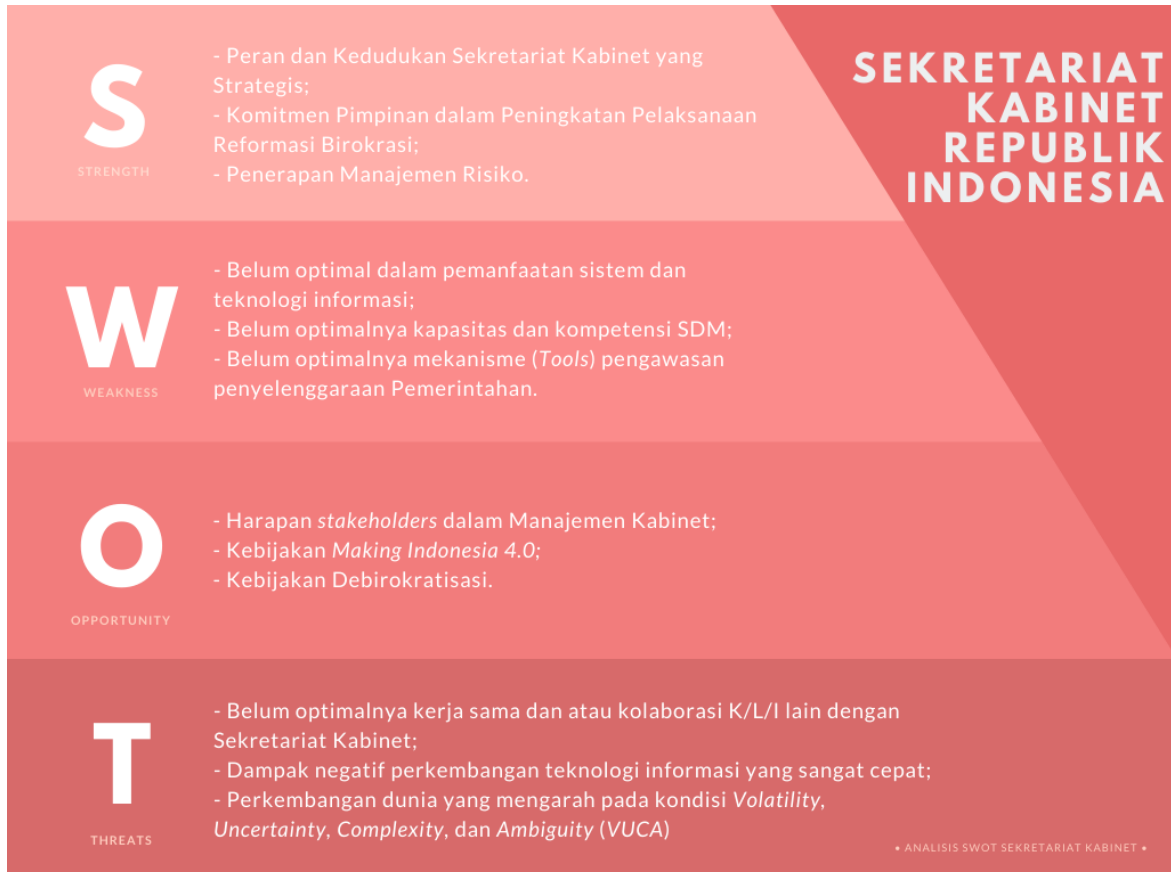 SEKRETARIAT
KABINET
REPUBLIK
INDONESIA
S
STRENGTH
- Peran dan Kedudukan Sekretariat Kabinet yang
Strategis;
- Komitmen Pimpinan dalam Peningkatan Pelaksanaan
Reformasi Birokrasi;
- Penerapan Manajemen Risiko.
W
WEAKNESS
- Belum optimal dalam pemanfaatan sistem dan
teknologi informasi;
- Belum optimalnya kapasitas dan kompetensi SDM;
- Belum optimalnya mekanisme (Tools) pengawasan
penyelenggaraan Pemerintahan.
O
OPPORTUNITY
- Harapan stakeholders dalam Manajemen Kabinet;
- Kebijakan Making Indonesia 4.0;
- Kebijakan Debirokratisasi.
T
THREATS
- Belum optimalnya kerja sama dan atau kolaborasi K/L/I lain dengan
Sekretariat Kabinet;
- Dampak negatif perkembangan teknologi informasi yang sangat cepat;
- Perkembangan dunia yang mengarah pada kondisi Volatility,
Uncertainty, Complexity, dan Ambiguity (VUCA)
• ANALISIS SWOT SEKRETARIAT KABINET •